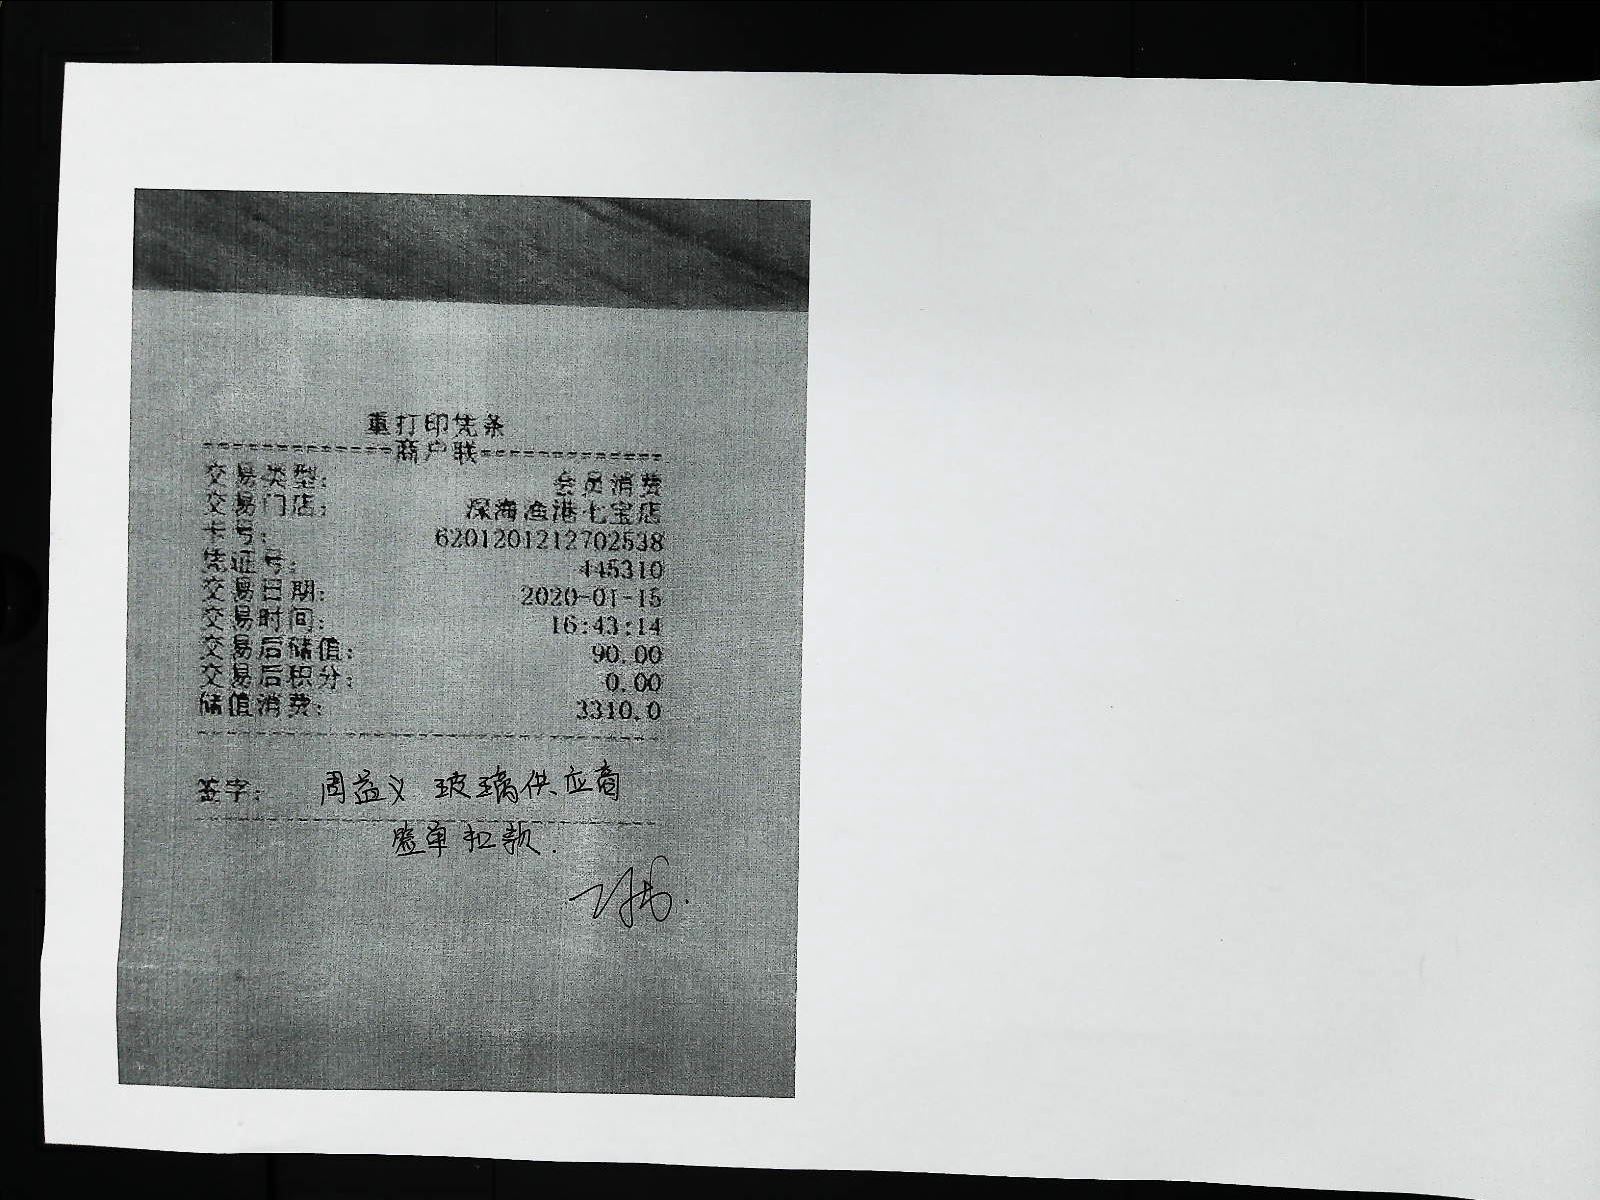 重打印凭条
-------------商户联-------------
交易类型： 会员消费
交易门店： 深海渔港七宝店
卡号： 6201201212702538
凭证号： 445310
交易日期： 2020-01-15
交易时间： 16:43:14
交易后储值： 90.00
交易后积分： 0.00
储值消费： 3310.0
签字： 周益义 玻璃供应商
签单扣款.